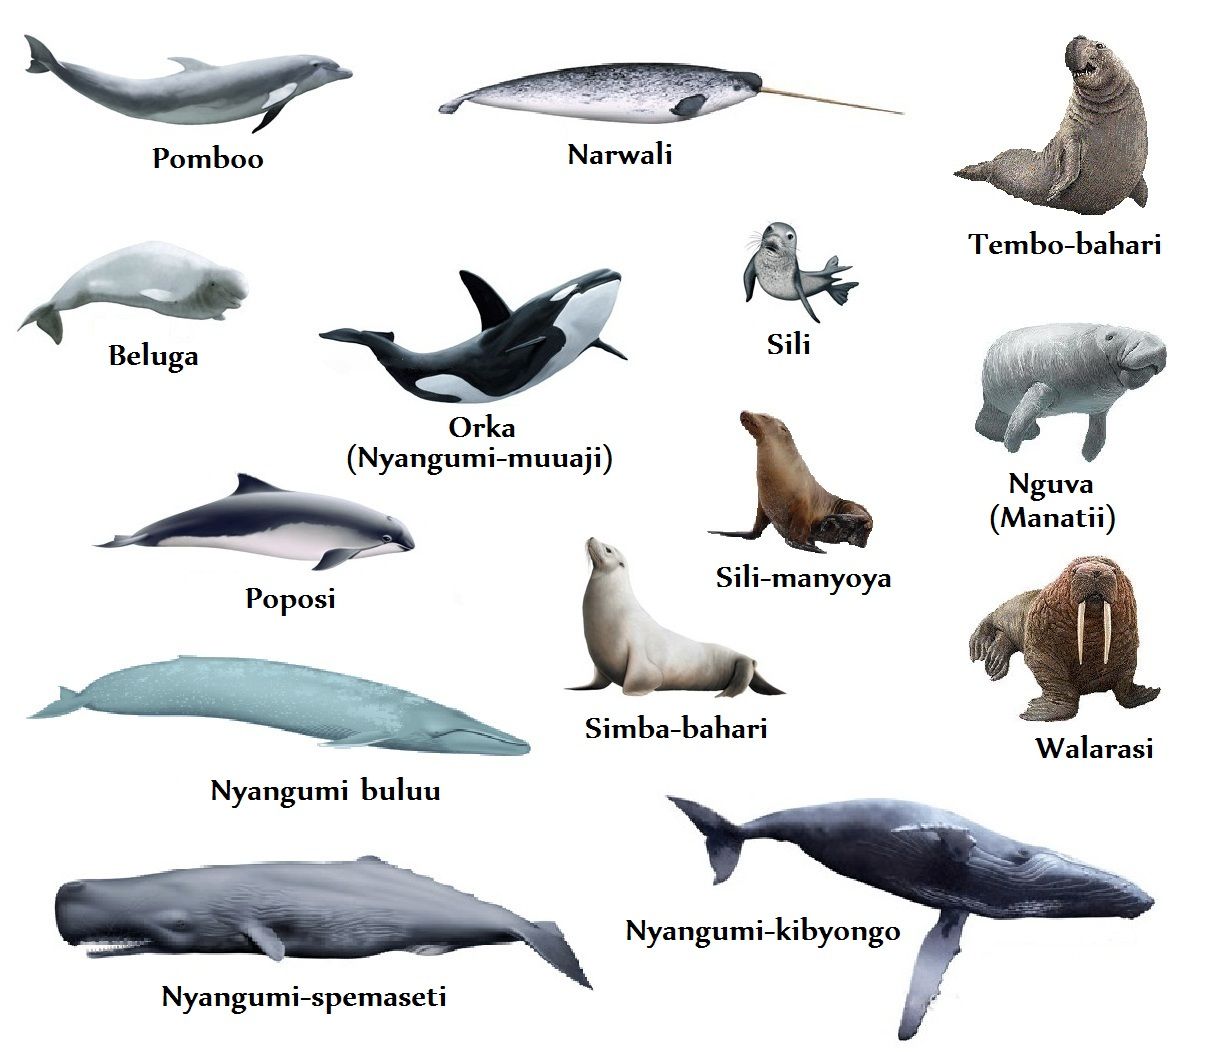 Pomboo
Narwali
Tembo-bahari
Beluga
Orka
(Nyangumi-muuaji)
Sili
Nguva
(Manatii)
Poposi
Sili-manyoya
Simba-bahari
Walarasi
Nyangumi buluu
Nyangumi-kibyongo
Nyangumi-spemaseti